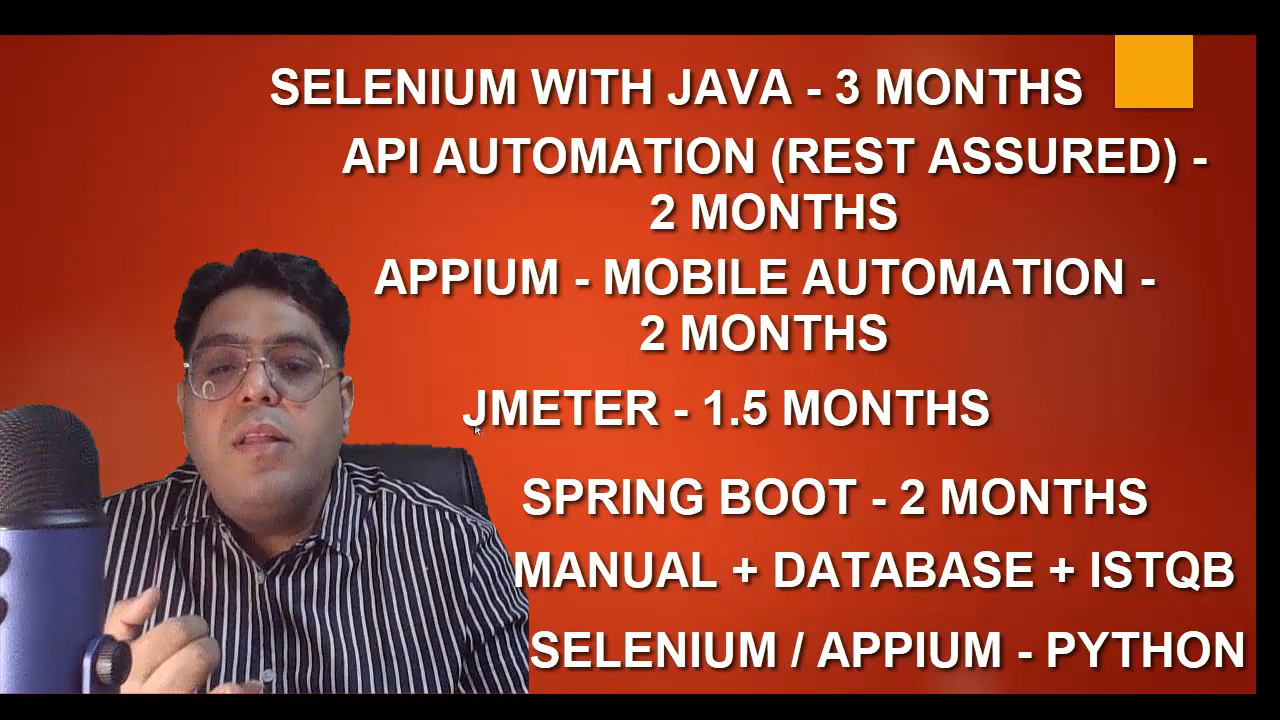 SELENIUM WITH JAVA - 3 MONTHS
API AUTOMATION (REST ASSURED) -
2 MONTHS
APPIUM - MOBILE AUTOMATION -
2 MONTHS
JMETER - 1.5 MONTHS
SPRING BOOT - 2 MONTHS
MANUAL + DATABASE + ISTQB
SELENIUM / APPIUM - PYTHON